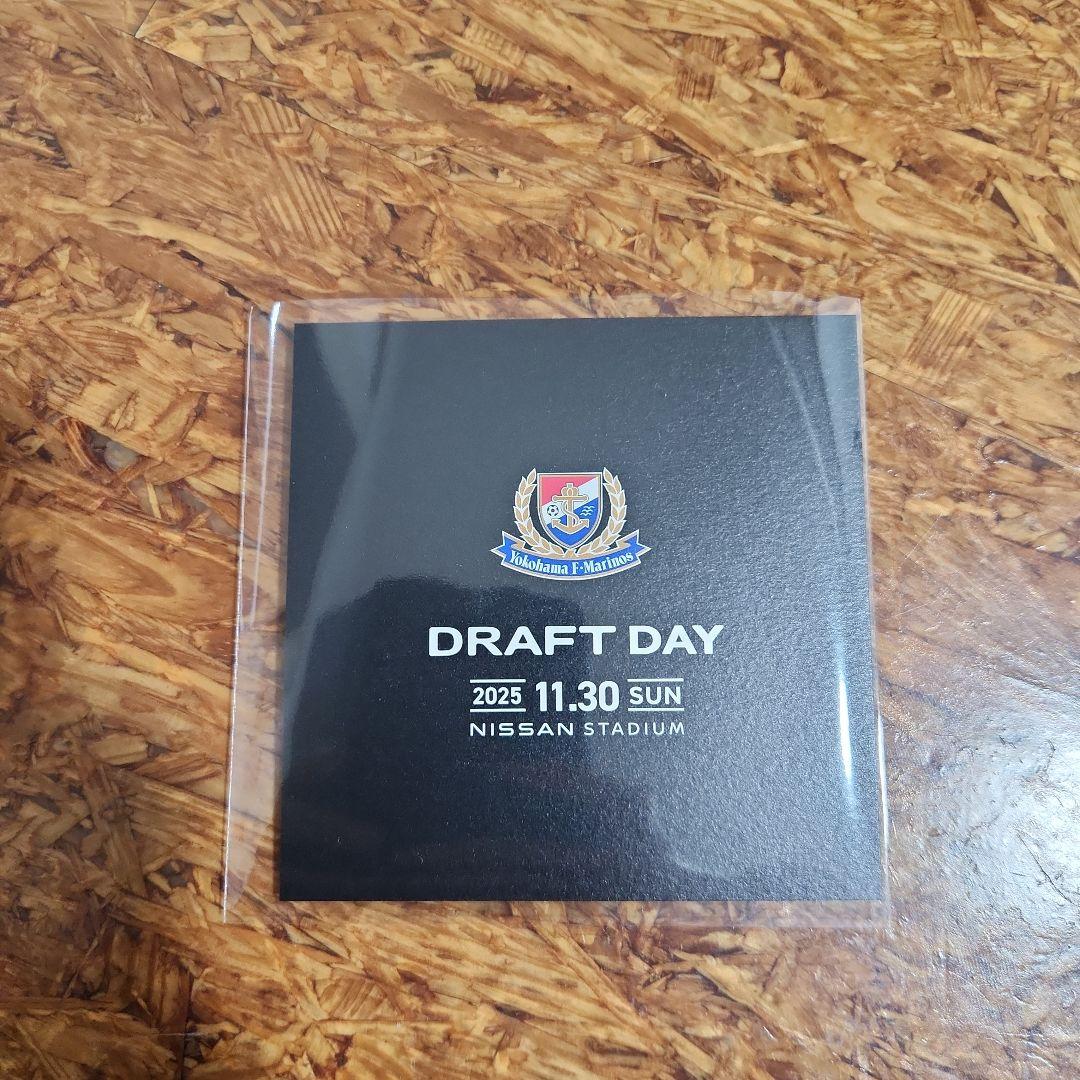 Yokohama F·Marinos
DRAFT DAY
2025 11.30 SUN
NISSAN STADIUM